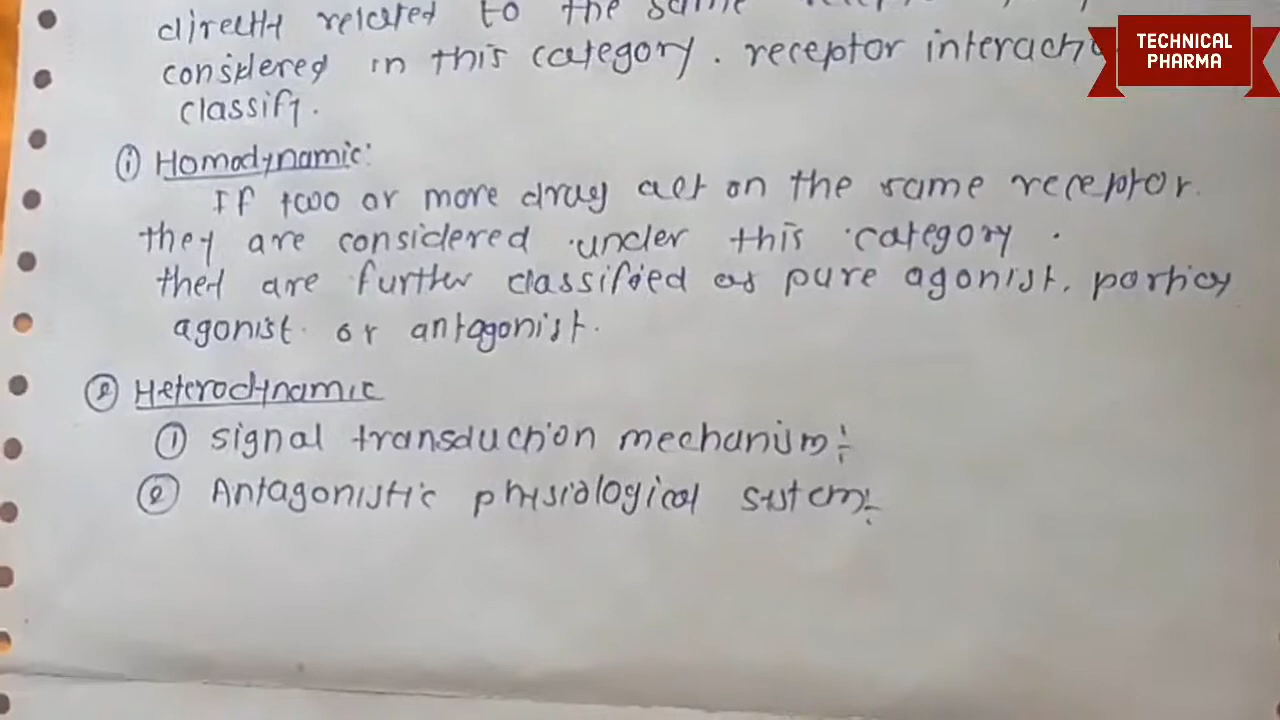 directly related to the same
TECHNICAL PHARMA
considered in this category. receptor
classify.
① Homodynamic:
If two or more drug act on the same receptor.
they are considered under this category.
they are further classified as pure agonist, partial
agonist or antagonist.
② Heterodynamic
① signal transduction mechanism:
② Antagonistic physiological system: